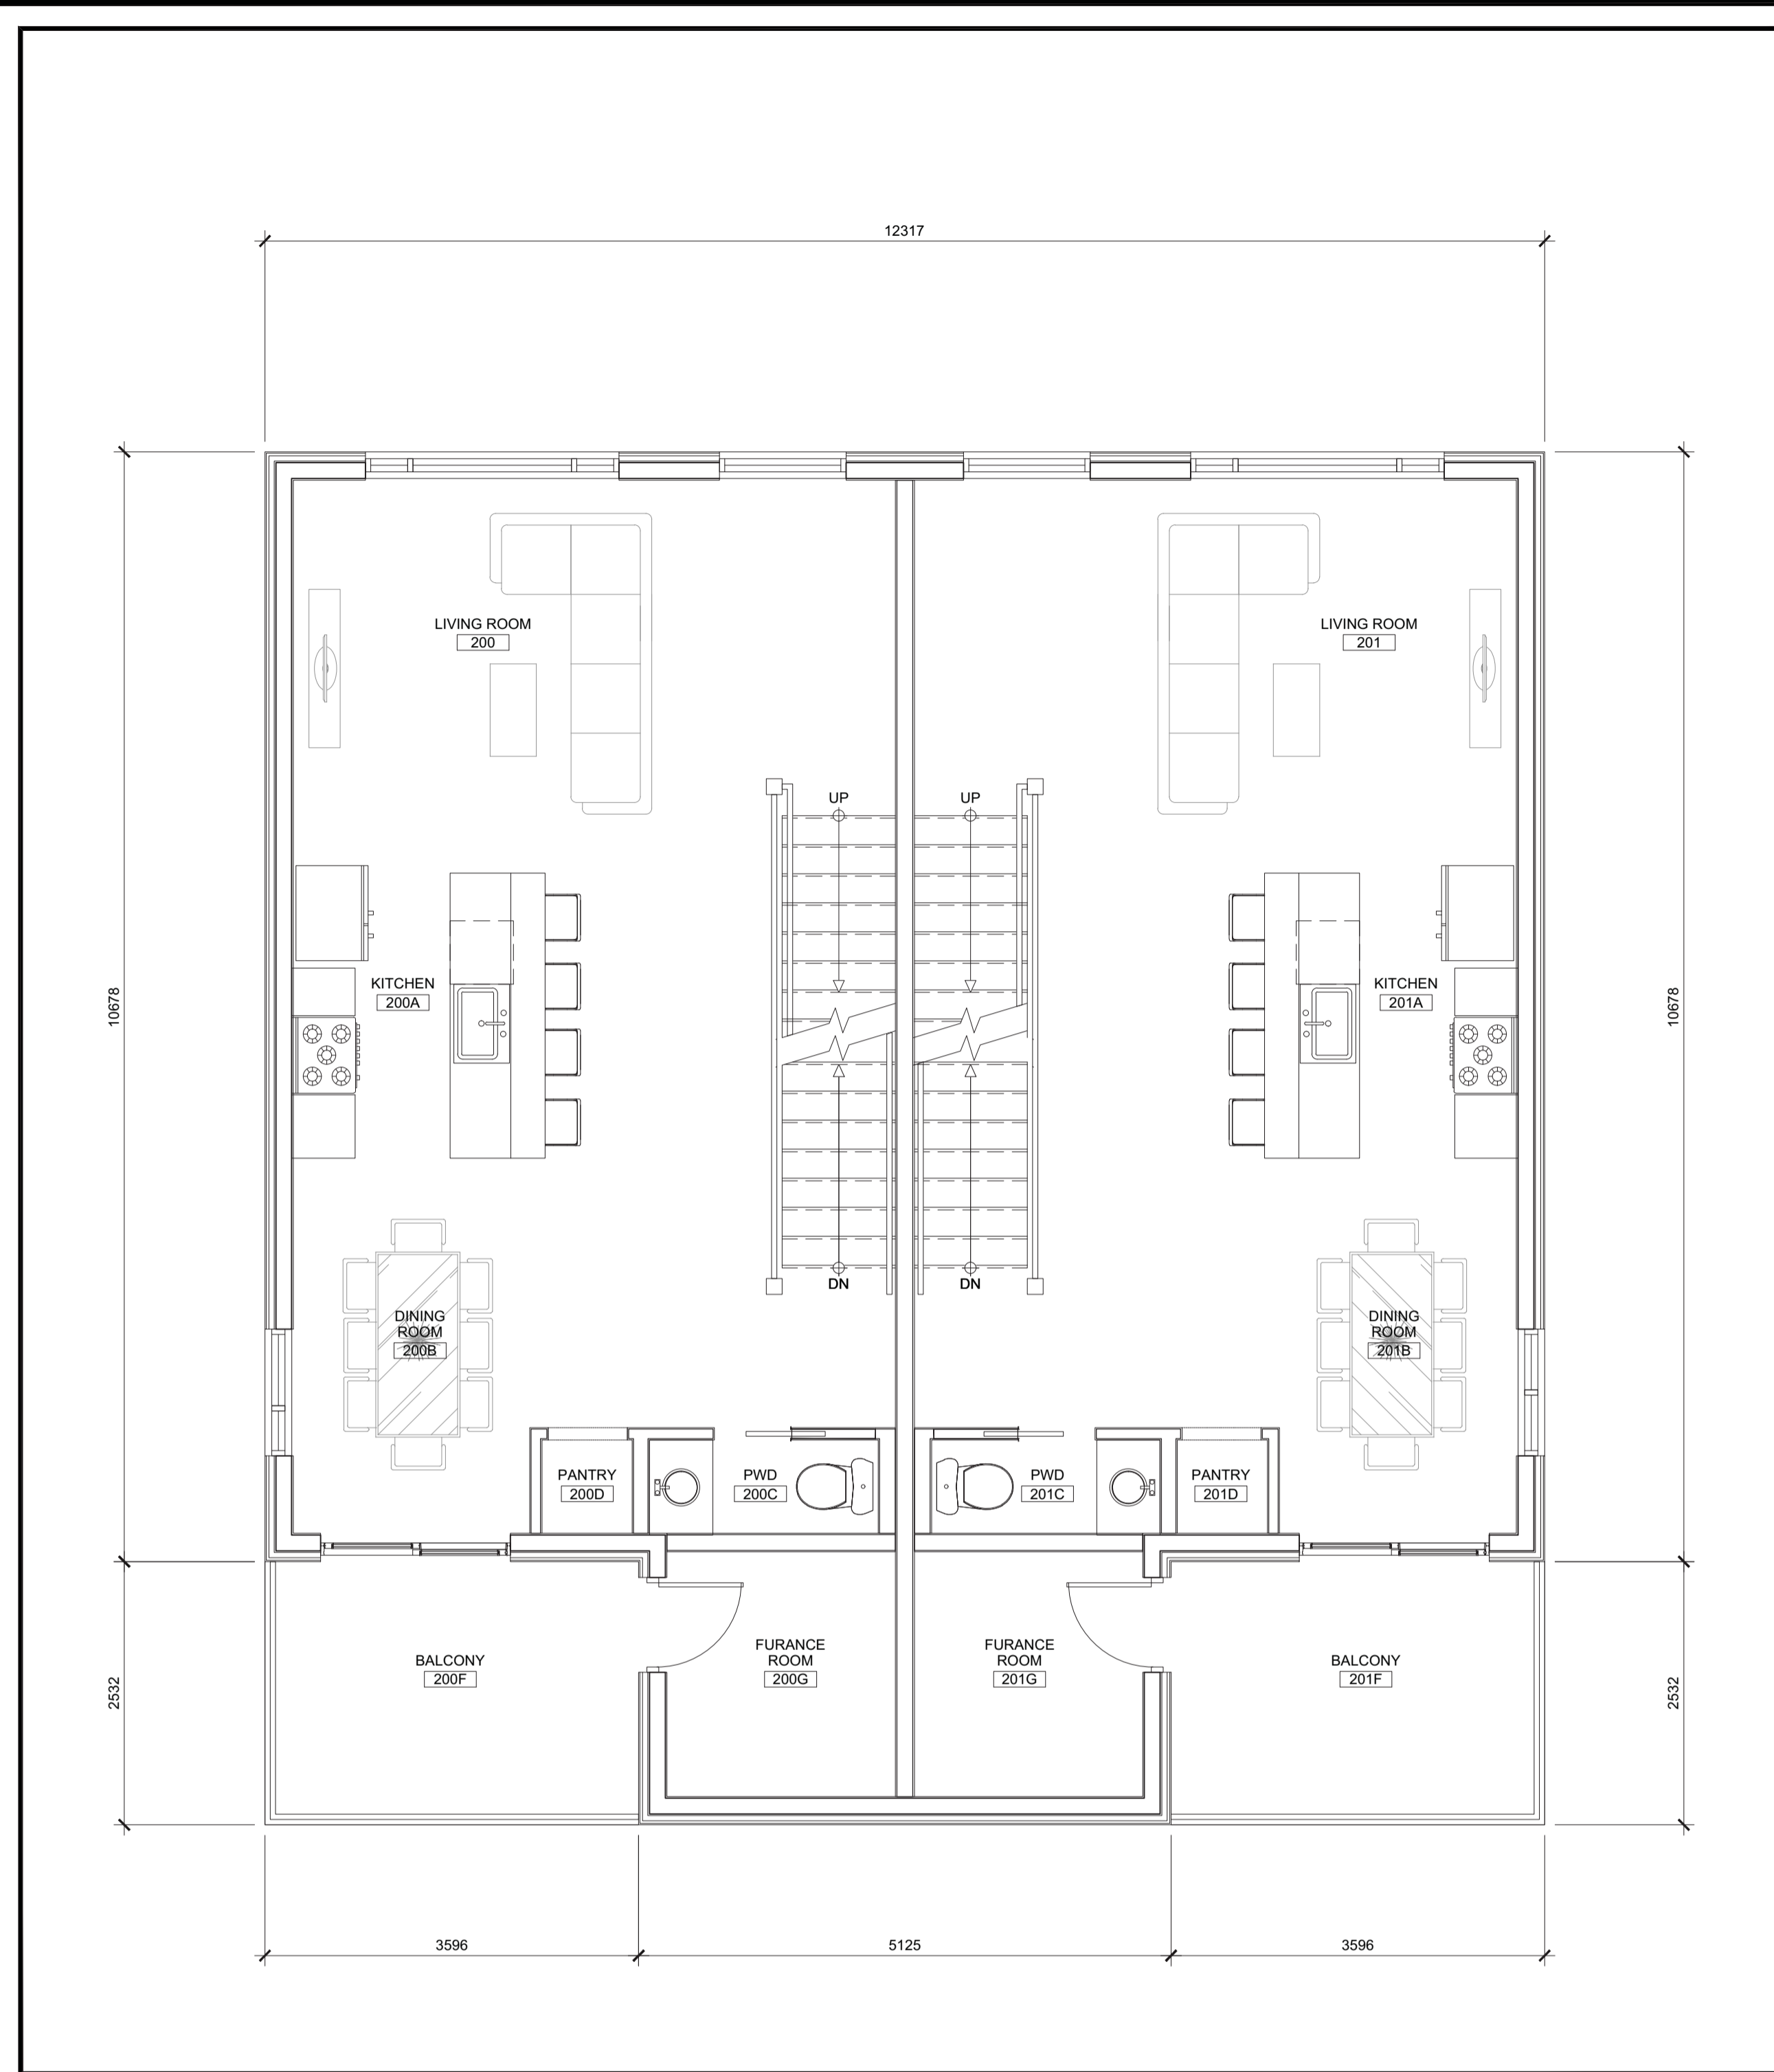 12317
LIVING ROOM
200
LIVING ROOM
201
UP
UP
10678
KITCHEN
200A
KITCHEN
201A
10678
DN
DN
DINING
ROOM
200B
DINING
ROOM
201B
PANTRY
200D
PWD
200C
PWD
201C
PANTRY
201D
2532
BALCONY
200F
FURANCE
ROOM
200G
FURANCE
ROOM
201G
BALCONY
201F
2532
3596
5125
3596